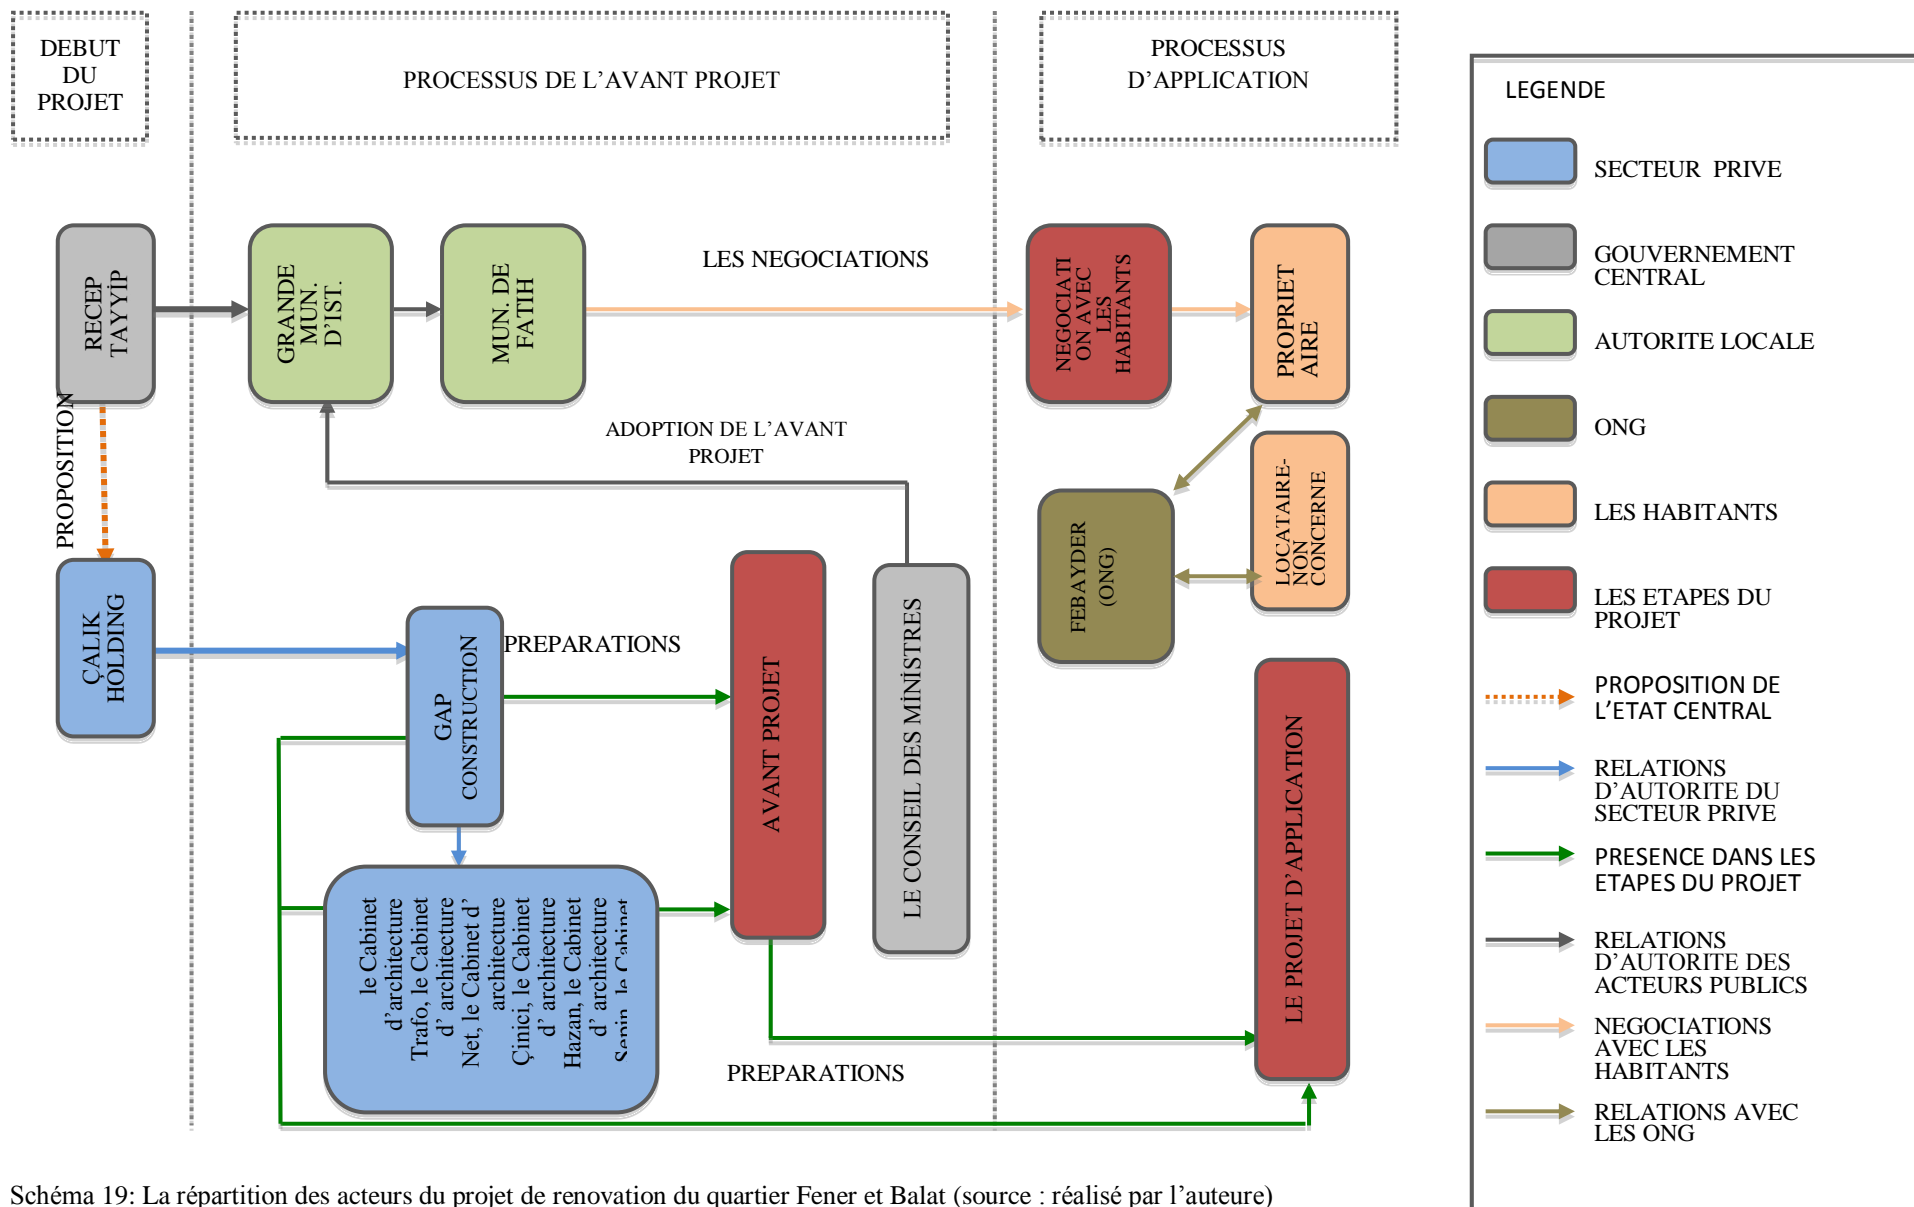 DEBUT
DU
PROJET
PROCESSUS DE L'AVANT PROJET
PROCESSUS
D'APPLICATION
RECEP
TAYYİP
GRANDE
MUN.
D'IST.
MUN. DE
FATIH
LES NEGOCIATIONS
NEGOCIATI
ON AVEC
LES
HABITANTS
PROPRIET
AIRE
PROPOSITION
ADOPTION DE L'AVANT
PROJET
FEBAYDER
(ONG)
LOCATAIRE-
NON
CONCERNE
ÇALIK
HOLDING
GAP
CONSTRUCTION
PREPARATIONS
AVANT PROJET
LE CONSEIL DES MİNİSTRES
LE PROJET D'APPLICATION
le Cabinet
d'architecture
Trafo, le Cabinet
d' architecture
Net, le Cabinet d'
architecture
Çinici, le Cabinet
d' architecture
Hazan, le Cabinet
d' architecture
le Cabinet
PREPARATIONS
LEGENDE
SECTEUR PRIVE
GOUVERNEMENT
CENTRAL
AUTORITE LOCALE
ONG
LES HABITANTS
LES ETAPES DU
PROJET
PROPOSITION DE
L'ETAT CENTRAL
RELATIONS
D'AUTORITE DU
SECTEUR PRIVE
PRESENCE DANS LES
ETAPES DU PROJET
RELATIONS
D'AUTORITE DES
ACTEURS PUBLICS
NEGOCIATIONS
AVEC LES
HABITANTS
RELATIONS AVEC
LES ONG
Schéma 19: La répartition des acteurs du projet de renovation du quartier Fener et Balat (source : réalisé par l'auteure)